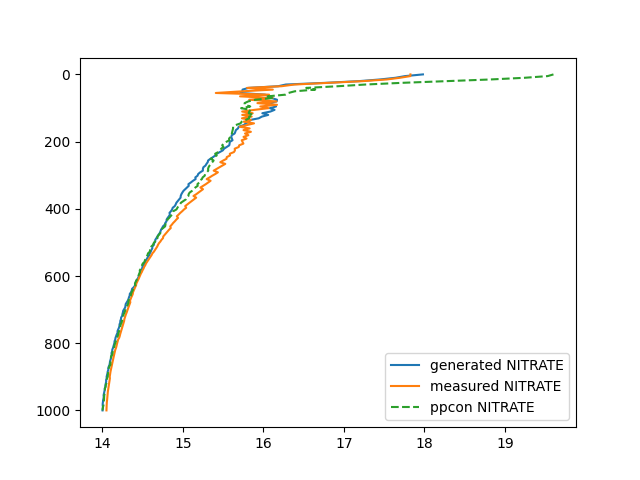 0
200
400
600
800
1000
14 15 16 17 18 19
generated NITRATE
measured NITRATE
ppcon NITRATE